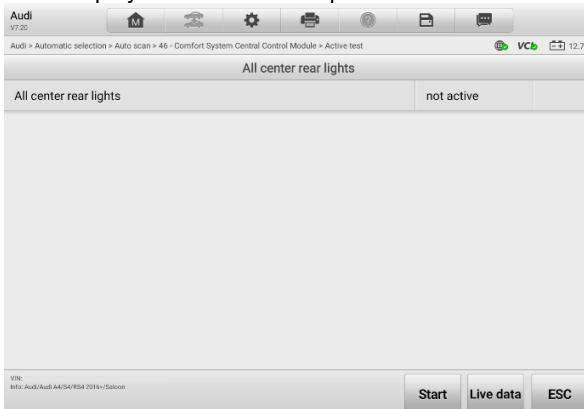 Audi
V7.20
M
Audi > Automatic selection > Auto scan > 46 - Comfort System Central Control Module > Active test
VCI
12.7
All center rear lights
All center rear lights not active
VIN:
Info: Audi/Audi A4/S4/RS4 2016+/Saloon
Start Live data ESC